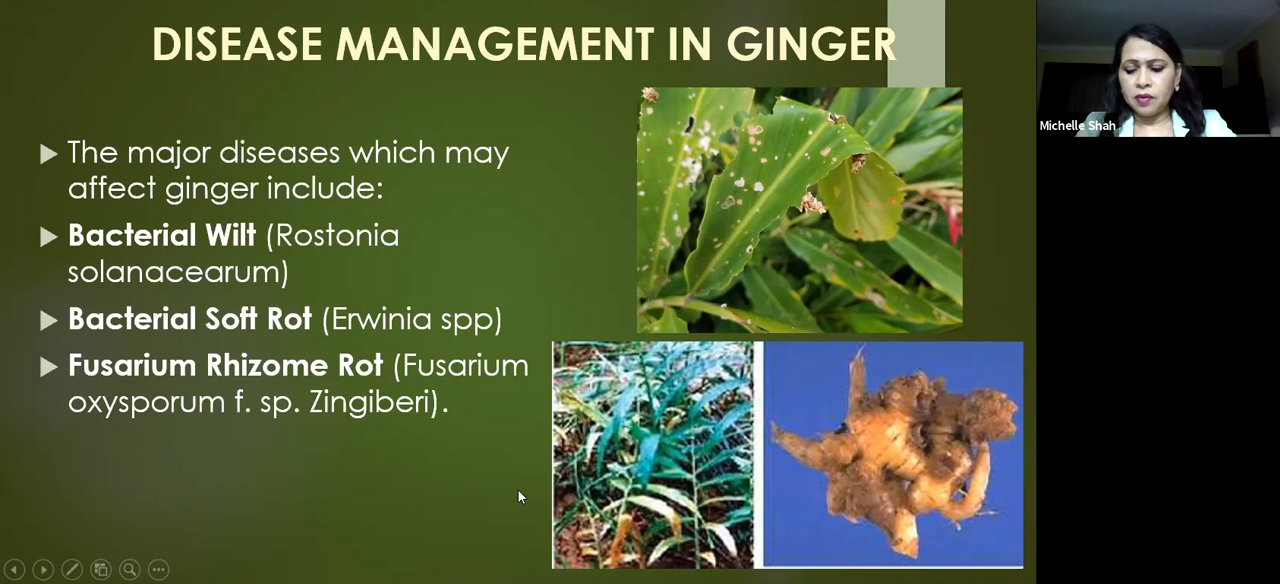 DISEASE MANAGEMENT IN GINGER
The major diseases which may
affect ginger include:
Bacterial Wilt (Rostonia
solanacearum)
Bacterial Soft Rot (Erwinia spp)
Fusarium Rhizome Rot (Fusarium
oxysporum f. sp. Zingiberi).
Michelle Shah